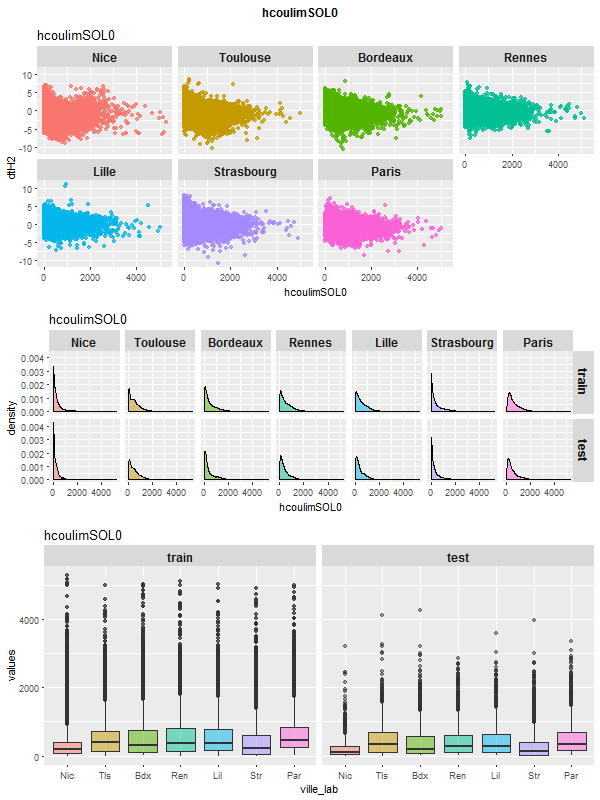 hcoulimSOL0
hcoulimSOL0
Nice Toulouse Bordeaux Rennes
10
5
0
-5
-10
0 2000 4000
Lille Strasbourg Paris
10
5
0
-5
-10
dtH2
0 2000 4000 0 2000 4000 0 2000 4000
hcoulimSOL0
hcoulimSOL0
Nice Toulouse Bordeaux Rennes Lille Strasbourg Paris
0.004
0.003
0.002
0.001
0.000
train
0.004
0.003
0.002
0.001
0.000
test
density
0 2000 4000 0 2000 4000 0 2000 4000 0 2000 4000 0 2000 4000 0 2000 4000 0 2000 4000
hcoulimSOL0
hcoulimSOL0
train test
4000
2000
0
values
Nic Tls Bdx Ren Lil Str Par Nic Tls Bdx Ren Lil Str Par
ville_lab